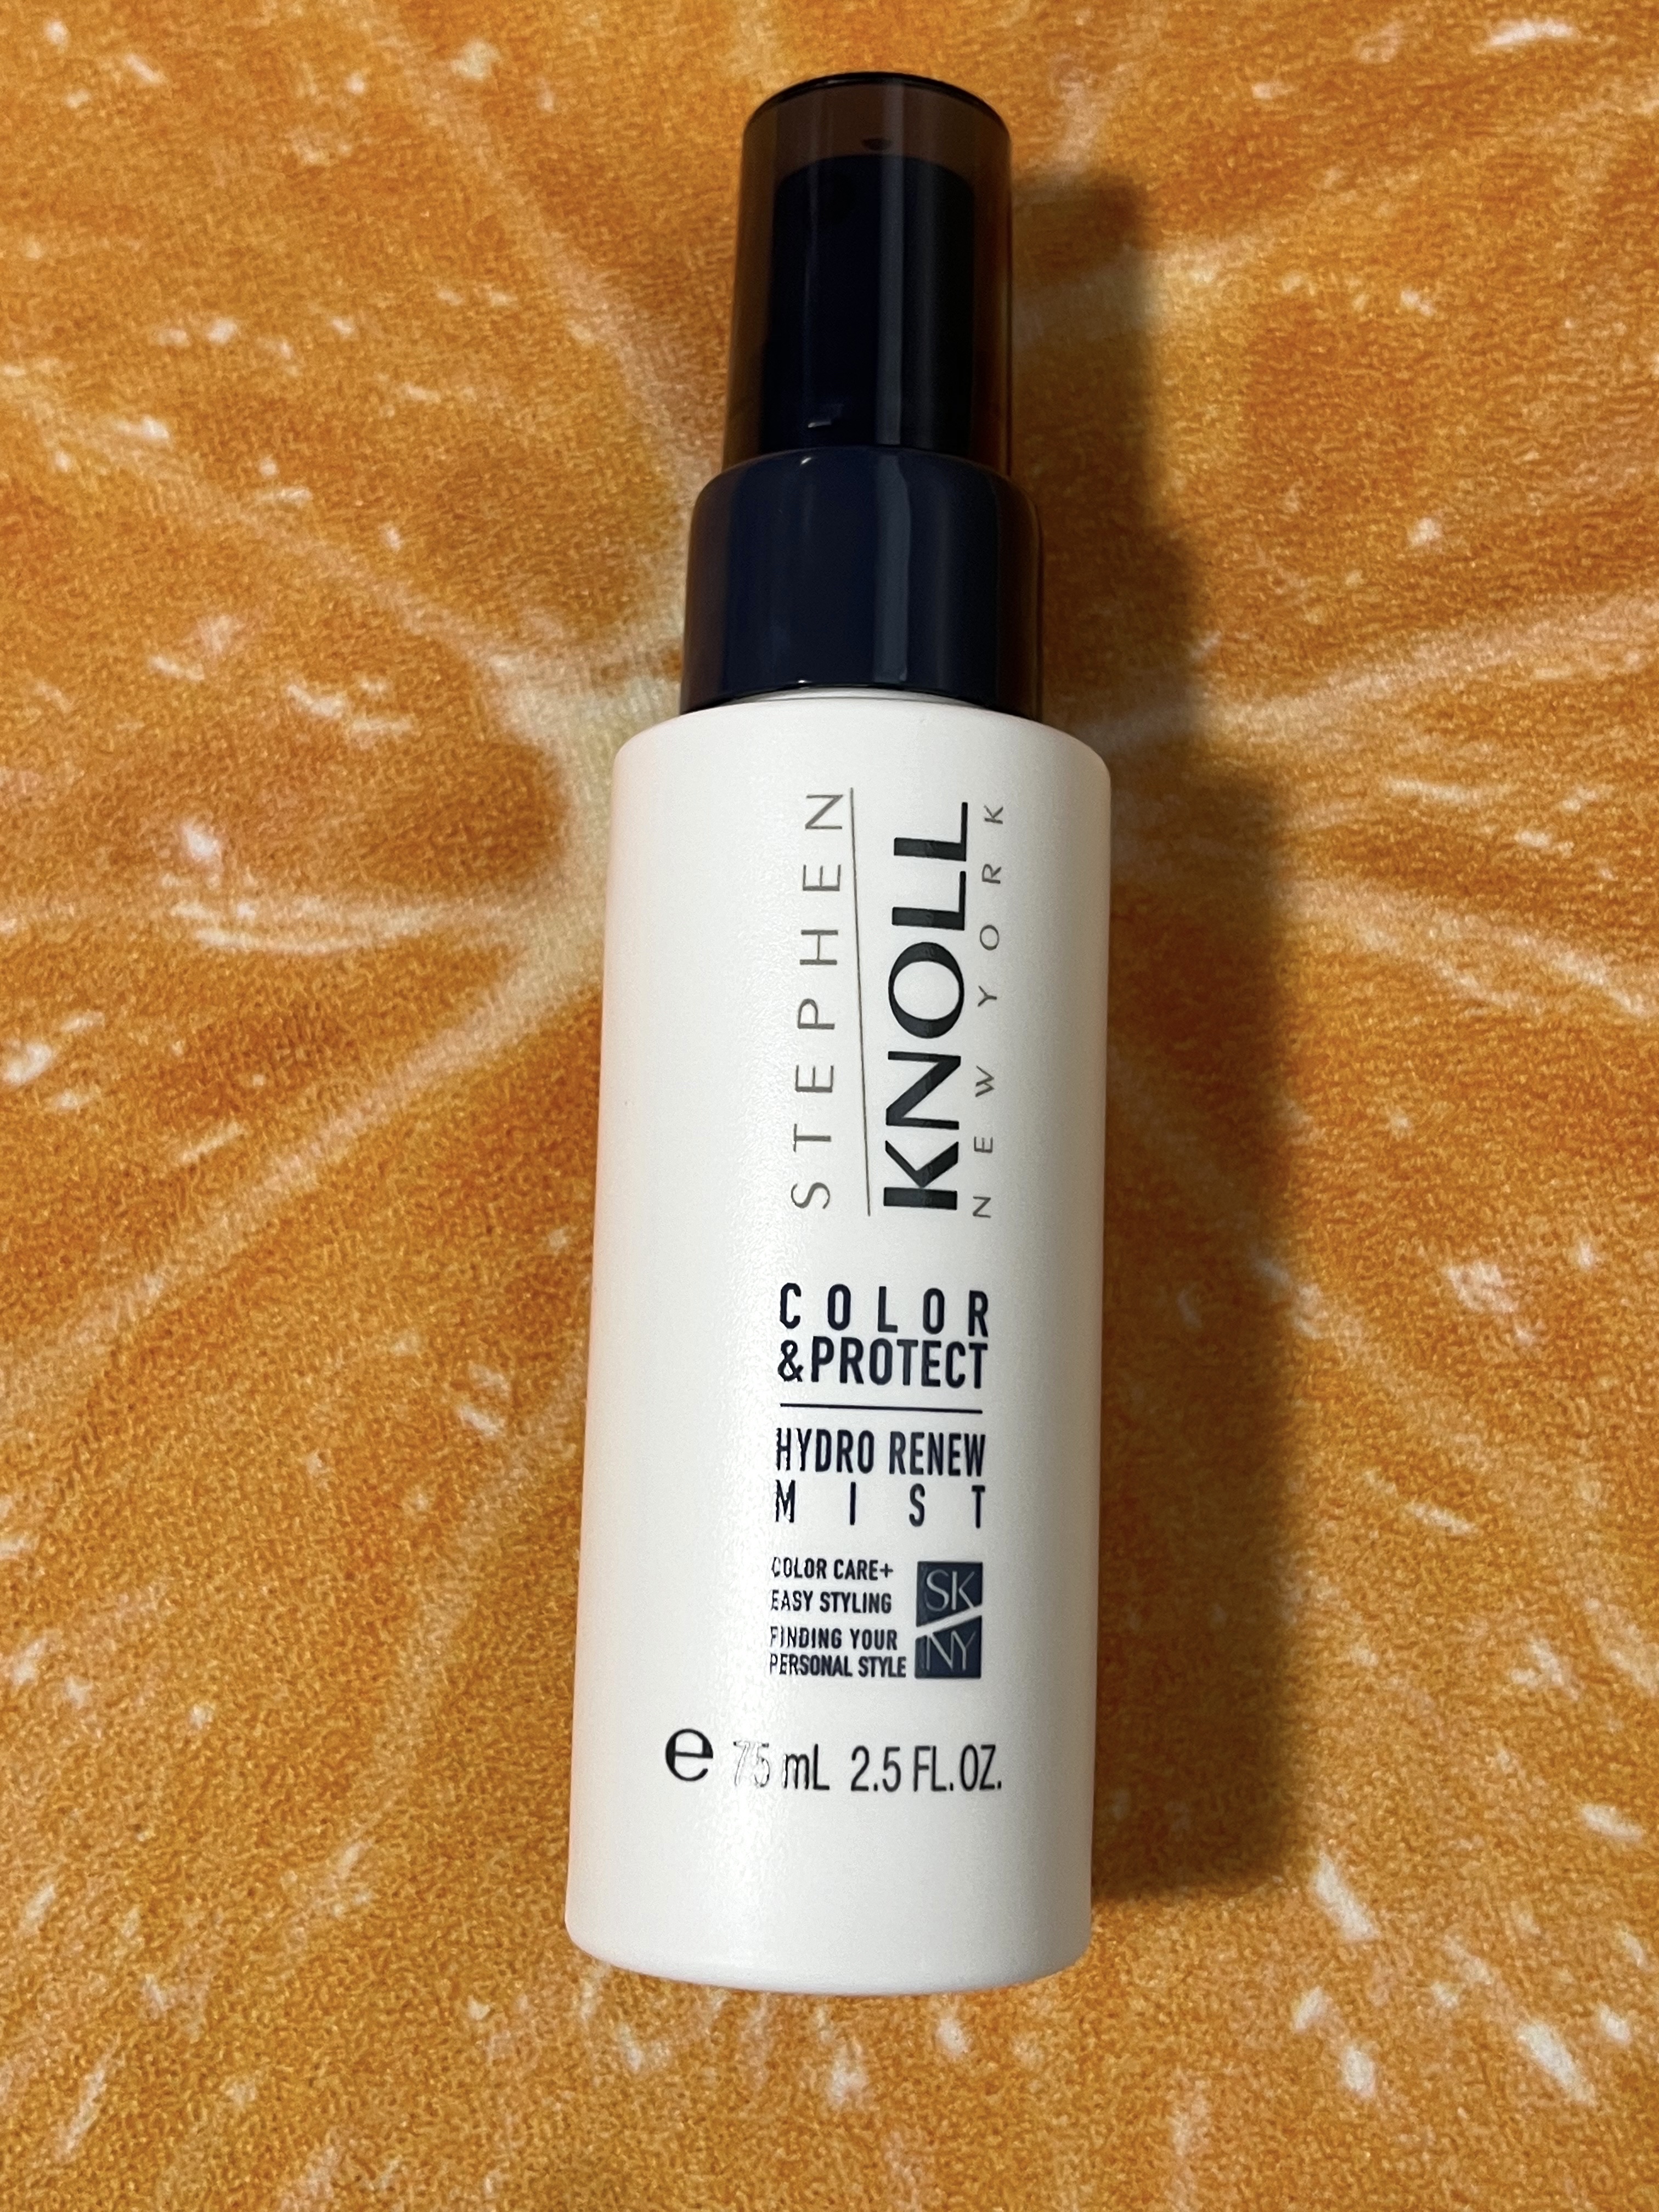 STEPHEN
KNOLL
NEW YORK
COLOR
&PROTECT
HYDRO RENEW
MIST
COLOR CARE+
EASY STYLING
FINDING YOUR
PERSONAL STYLE
SK
NY
e 75 mL 2.5 FL.OZ.